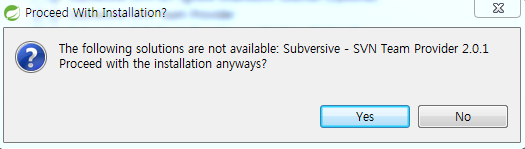 Proceed With Installation?
The following solutions are not available: Subversive - SVN Team Provider 2.0.1
Proceed with the installation anyways?
Yes
No